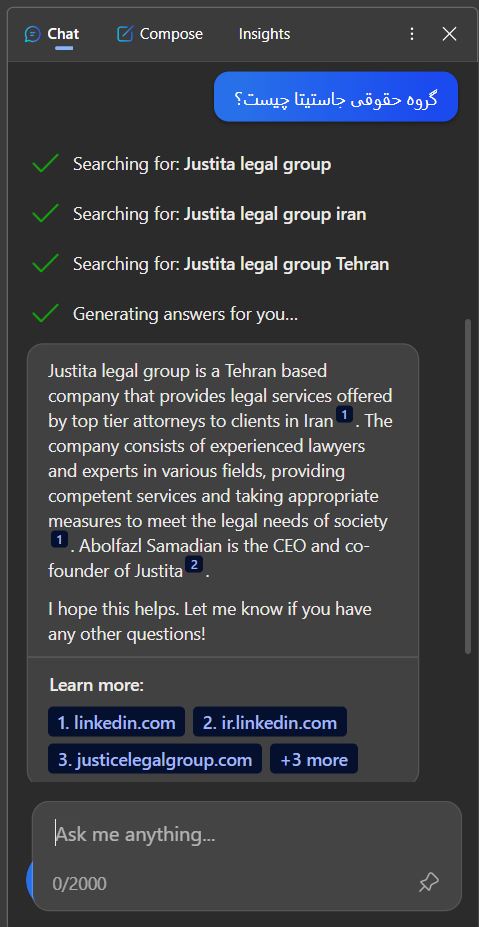 Chat Compose Insights
گروه حقوقی جاستیتا چیست؟
Searching for: Justita legal group
Searching for: Justita legal group iran
Searching for: Justita legal group Tehran
Generating answers for you...
Justita legal group is a Tehran based
company that provides legal services offered
by top tier attorneys to clients in Iran 1 . The
company consists of experienced lawyers
and experts in various fields, providing
competent services and taking appropriate
measures to meet the legal needs of society
1 . Abolfazl Samadian is the CEO and co-
founder of Justita 2 .
I hope this helps. Let me know if you have
any other questions!
Learn more:
1. linkedin.com 2. ir.linkedin.com
3. justicelegalgroup.com +3 more
Ask me anything...
0/2000